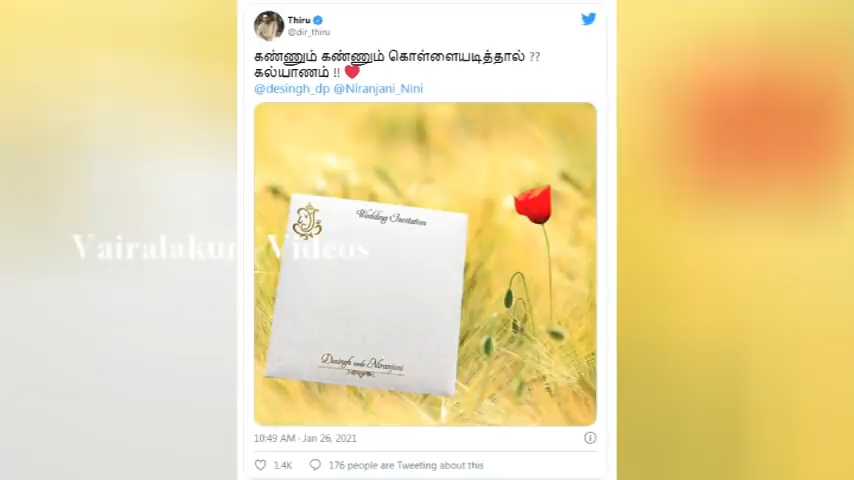 Thiru
@dir_thiru
கண்ணும் கண்ணும் கொள்ளையடித்தால் ??
கல்யாணம் !! ❤
@desingh_dp @Niranjani_Nini
Wedding Invitation
Vairalakum Videos
Desingh weds Niranjani
10:49 AM · Jan 26, 2021
1.4K 176 people are Tweeting about this